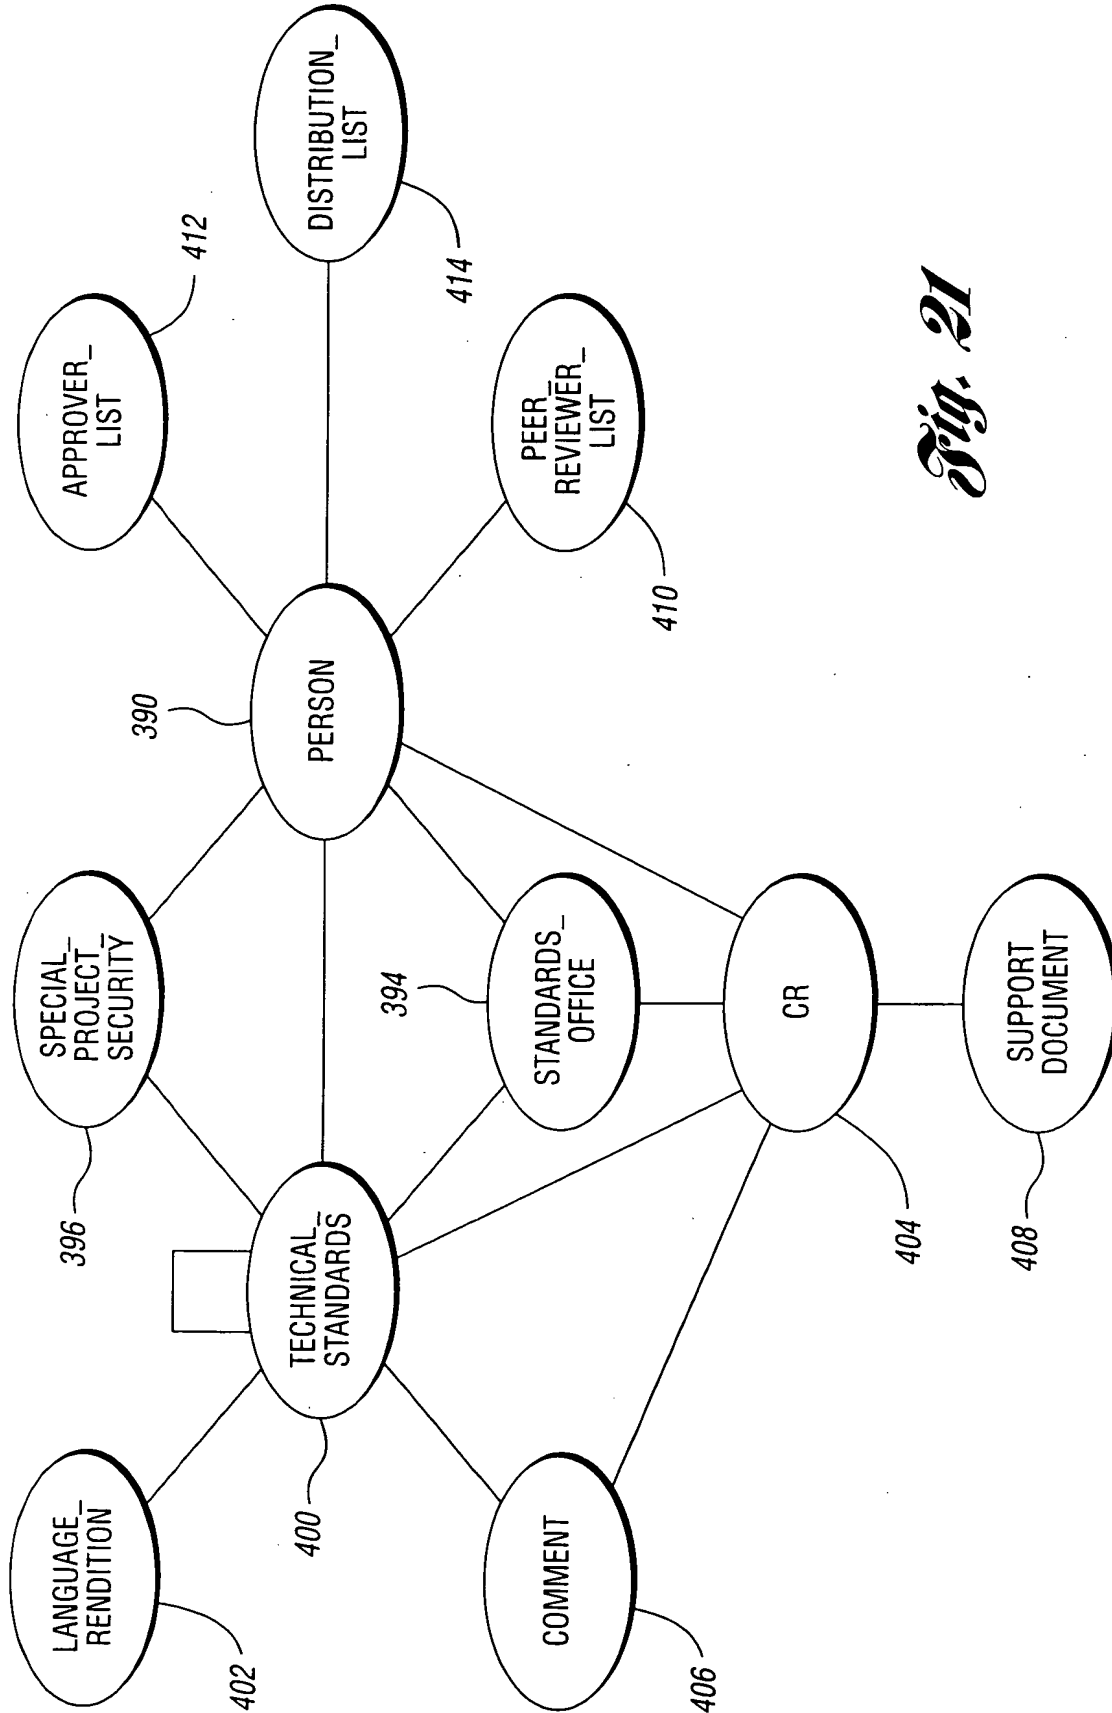 LANGUAGE_
RENDITION
402
SPECIAL_
PROJECT_
SECURITY
396
APPROVER_
LIST
412
390
TECHNICAL_
STANDARDS
400
PERSON
DISTRIBUTION_
LIST
414
394
COMMENT
406
STANDARDS_
OFFICE
PEER_
REVIEWER_
LIST
410
CR
404
SUPPORT
DOCUMENT
408
Fig. 21